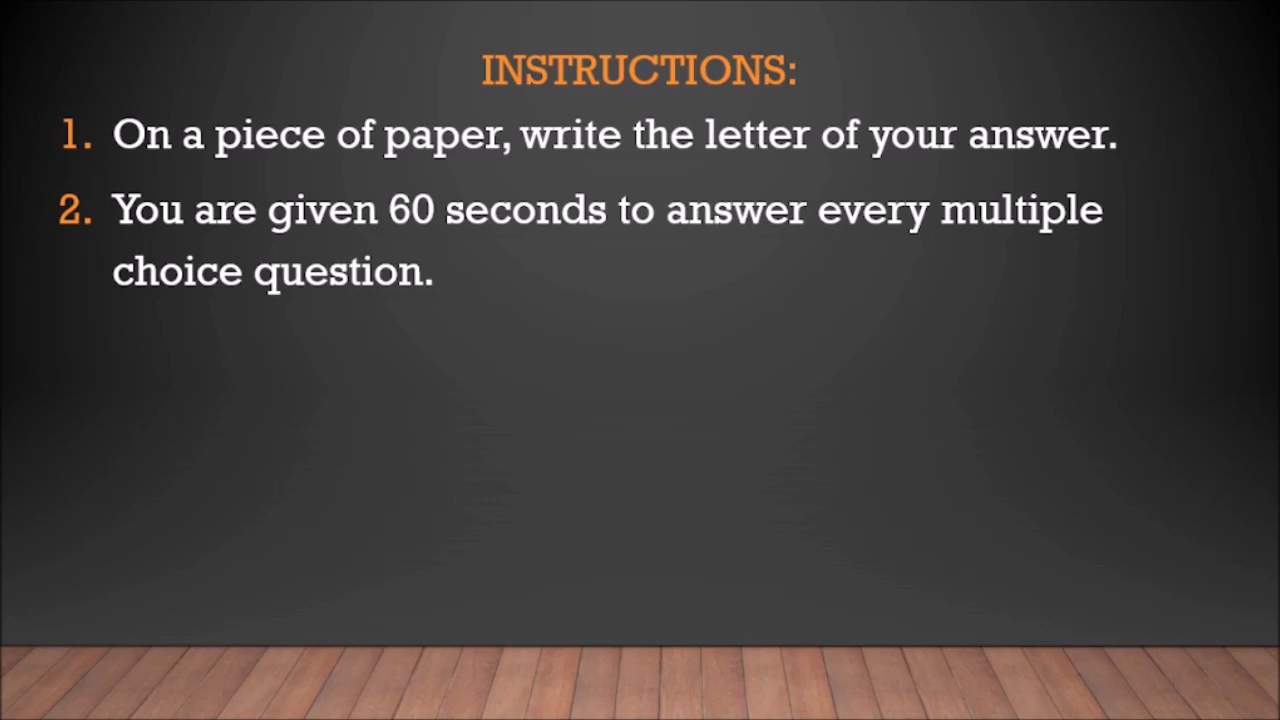 INSTRUCTIONS:
1. On a piece of paper, write the letter of your answer.
2. You are given 60 seconds to answer every multiple
choice question.